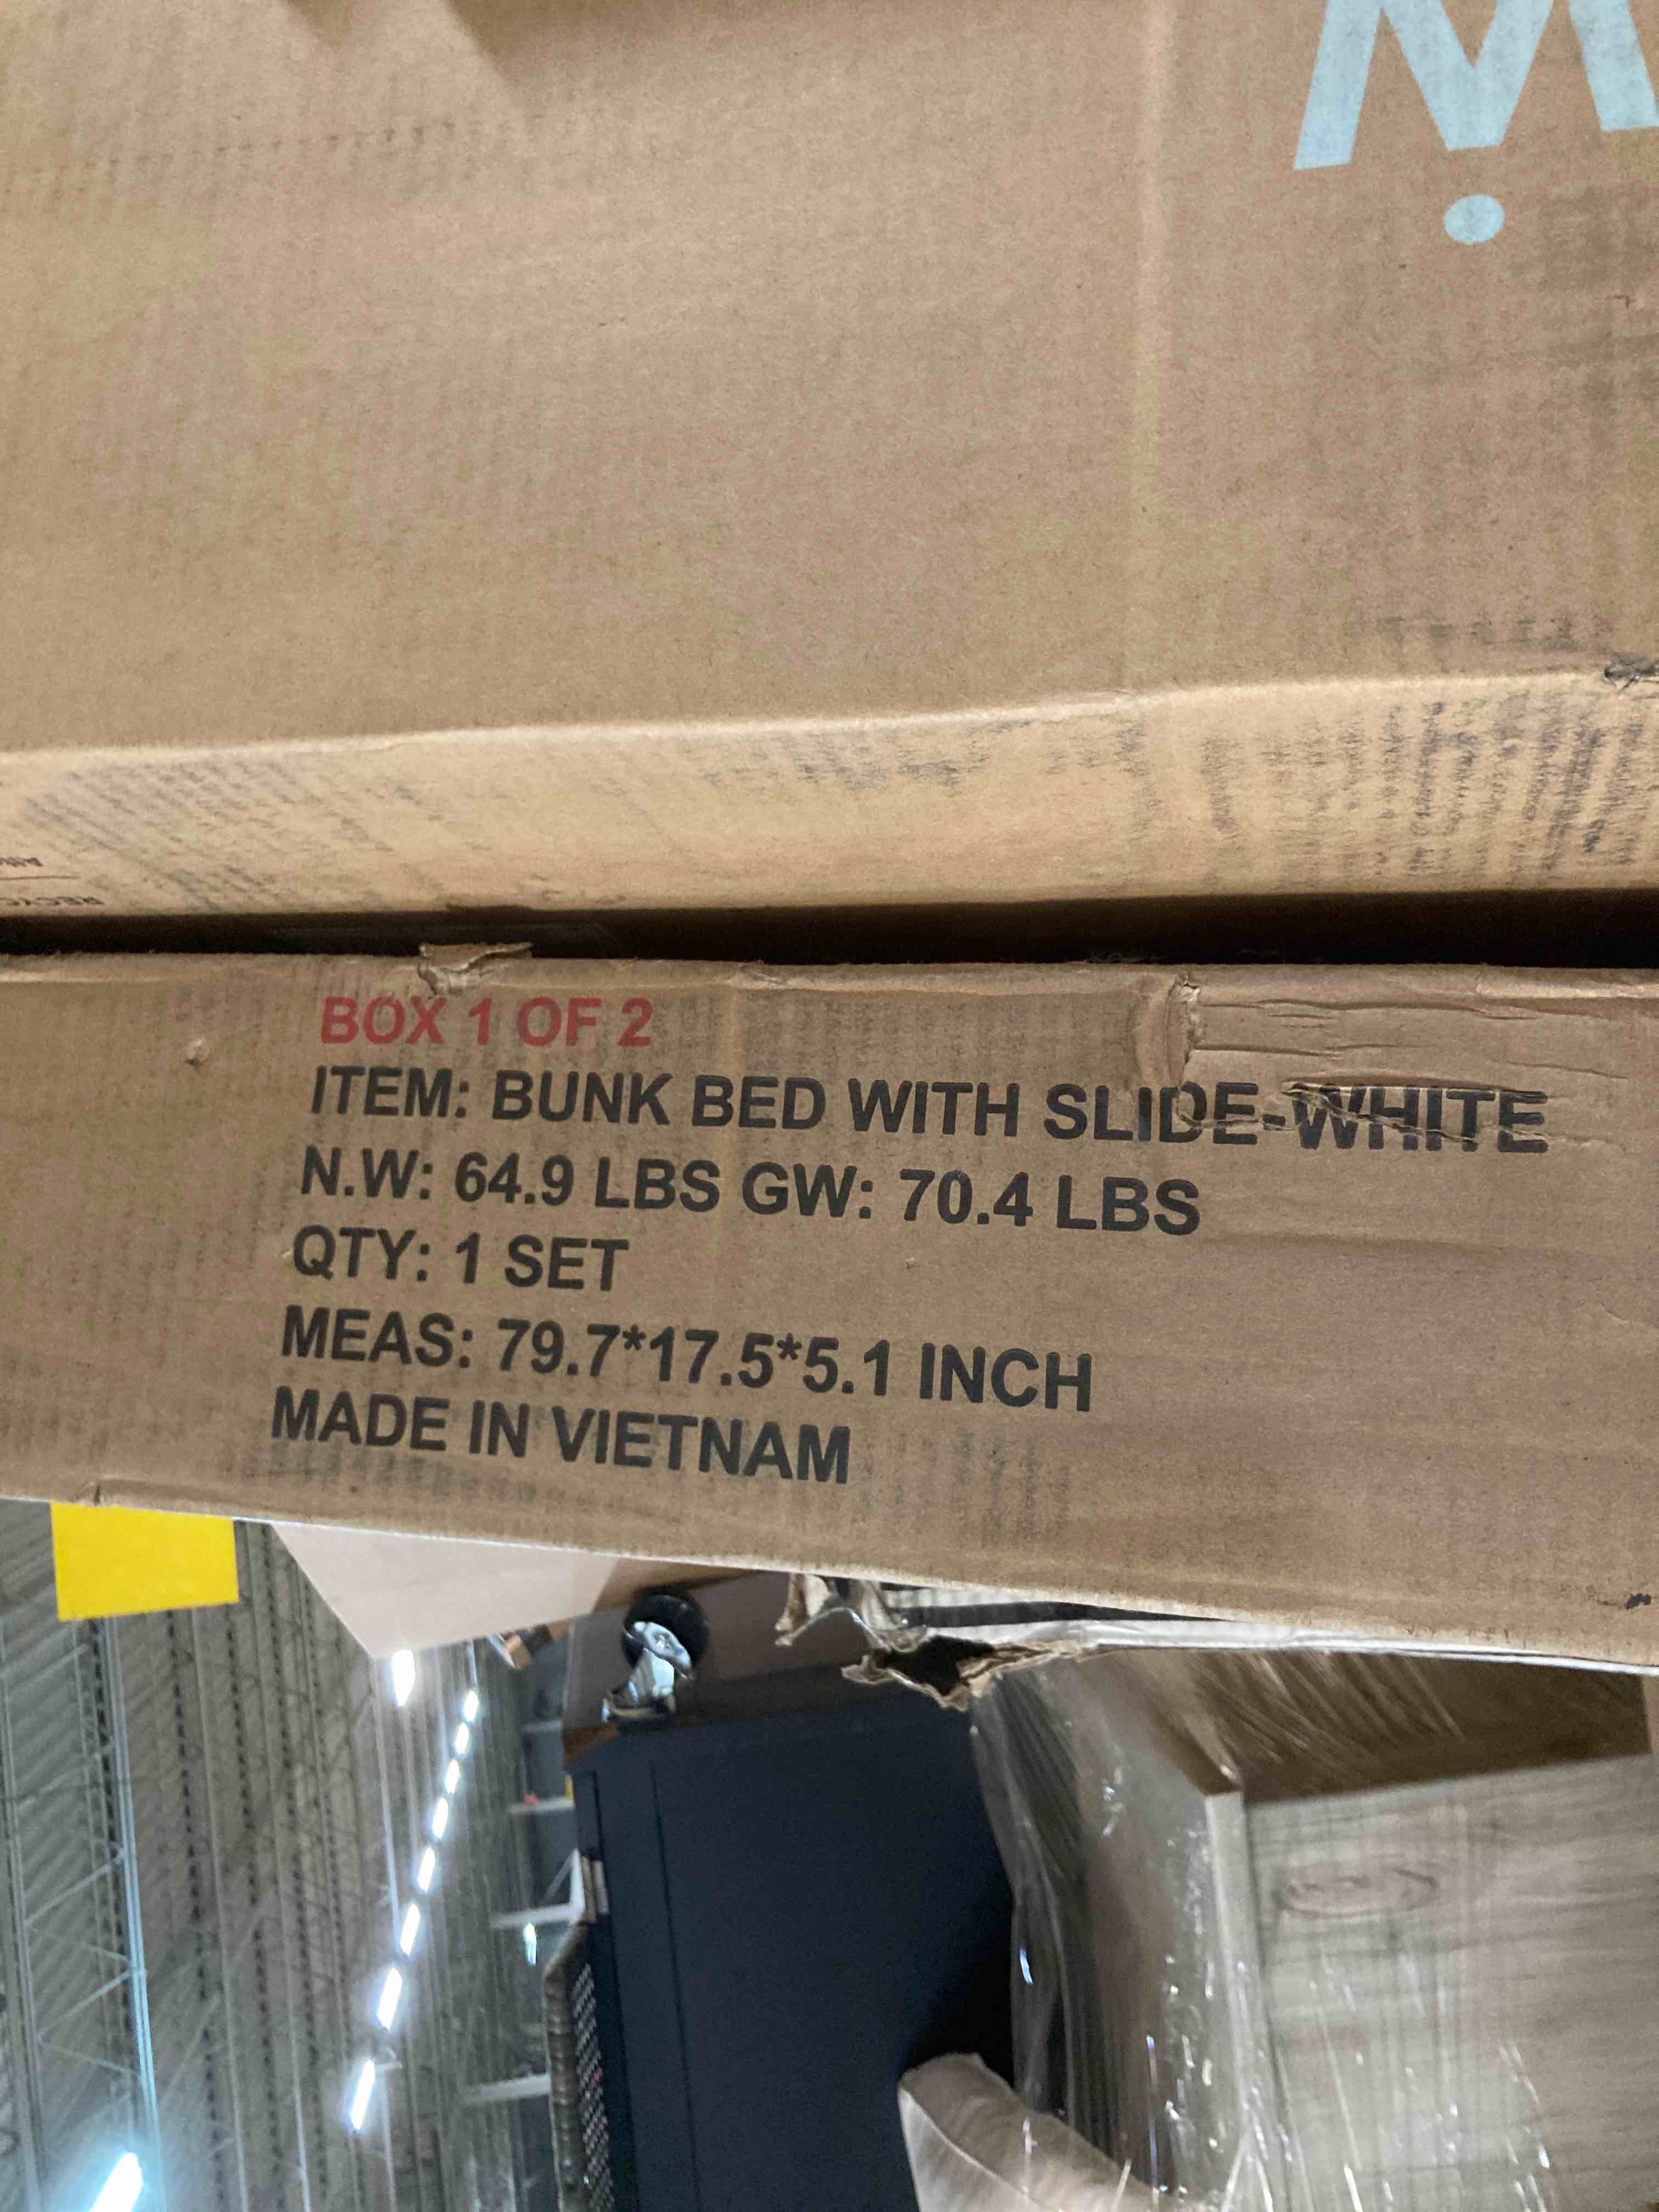 BOX 1 OF 2
ITEM: BUNK BED WITH SLIDE-WHITE
N.W: 64.9 LBS GW: 70.4 LBS
QTY: 1 SET
MEAS: 79.7*17.5*5.1 INCH
MADE IN VIETNAM